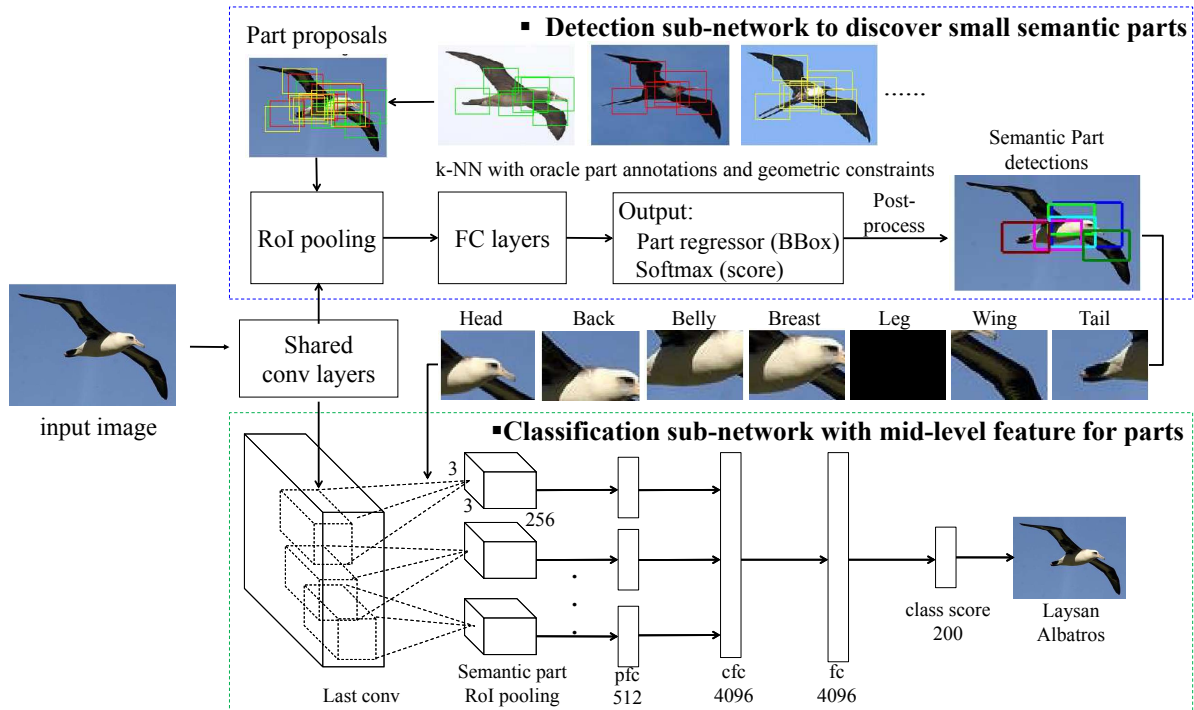 ▪ Detection sub-network to discover small semantic parts
Part proposals
......
k-NN with oracle part annotations and geometric constraints
Semantic Part
detections
RoI pooling
FC layers
Output:
Part regressor (BBox)
Softmax (score)
Post-
process
input image
Shared
conv layers
Head Back Belly Breast Leg Wing Tail
▪Classification sub-network with mid-level feature for parts
3
3
256
Last conv
Semantic part
RoI pooling
pfc
512
cfc
4096
fc
4096
class score
200
Laysan
Albatros